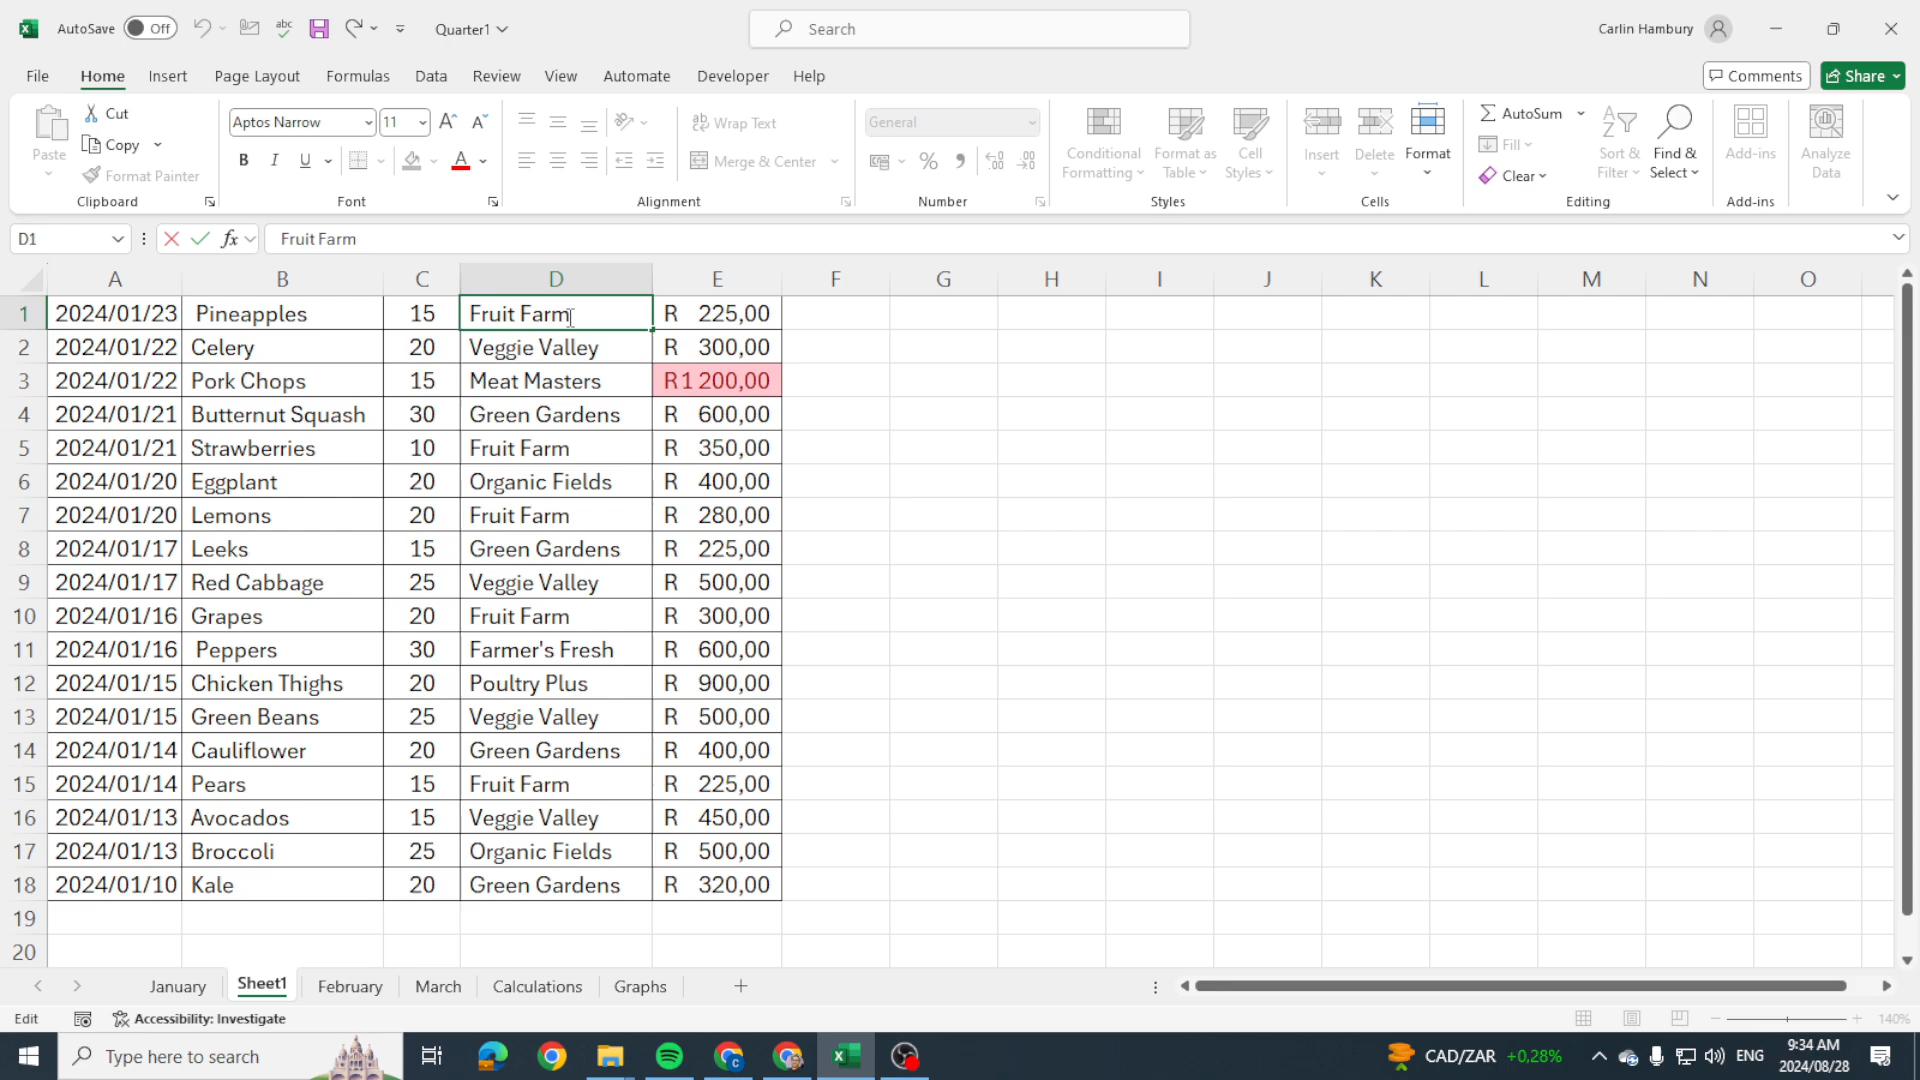 AutoSave Off abc Quarter1 Search Carlin Hambury
File Home Insert Page Layout Formulas Data Review View Automate Developer Help Comments Share
Paste Cut Copy Format Painter Clipboard
Aptos Narrow 11 A A B I U A Font
ab Wrap Text Merge & Center Alignment
General % 9 Number
Conditional Formatting Format as Table Cell Styles Styles
Insert Delete Format Cells
AutoSum Fill Clear Sort & Filter Find & Select Editing
Add-ins Add-ins
Analyze Data
D1 fx Fruit Farm
A B C D E F G H I J K L M N O
1 2024/01/23 Pineapples 15 Fruit Farm R 225,00
2 2024/01/22 Celery 20 Veggie Valley R 300,00
3 2024/01/22 Pork Chops 15 Meat Masters R1 200,00
4 2024/01/21 Butternut Squash 30 Green Gardens R 600,00
5 2024/01/21 Strawberries 10 Fruit Farm R 350,00
6 2024/01/20 Eggplant 20 Organic Fields R 400,00
7 2024/01/20 Lemons 20 Fruit Farm R 280,00
8 2024/01/17 Leeks 15 Green Gardens R 225,00
9 2024/01/17 Red Cabbage 25 Veggie Valley R 500,00
10 2024/01/16 Grapes 20 Fruit Farm R 300,00
11 2024/01/16 Peppers 30 Farmer's Fresh R 600,00
12 2024/01/15 Chicken Thighs 20 Poultry Plus R 900,00
13 2024/01/15 Green Beans 25 Veggie Valley R 500,00
14 2024/01/14 Cauliflower 20 Green Gardens R 400,00
15 2024/01/14 Pears 15 Fruit Farm R 225,00
16 2024/01/13 Avocados 15 Veggie Valley R 450,00
17 2024/01/13 Broccoli 25 Organic Fields R 500,00
18 2024/01/10 Kale 20 Green Gardens R 320,00
19
20
January Sheet1 February March Calculations Graphs
Edit Accessibility: Investigate 140%
Type here to search CAD/ZAR +0,28% ENG 9:34 AM
2024/08/28